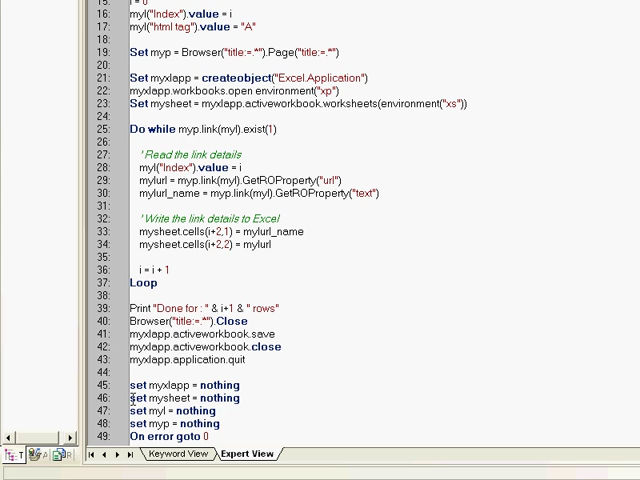 15: i = 0
16: myl("Index").value = i
17: myl("html tag").value = "A"
18:
19: Set myp = Browser("title:=.*").Page("title:=.*")
20:
21: Set myxlapp = createobject("Excel.Application")
22: myxlapp.workbooks.open environment("xp")
23: Set mysheet = myxlapp.activeworkbook.worksheets(environment("xs"))
24:
25: Do while myp.link(myl).exist(1)
26:
27: 'Read the link details
28: myl("Index").value = i
29: mylurl = myp.link(myl).GetROProperty("url")
30: mylurl_name = myp.link(myl).GetROProperty("text")
31:
32: 'Write the link details to Excel
33: mysheet.cells(i+2,1) = mylurl_name
34: mysheet.cells(i+2,2) = mylurl
35:
36: i = i + 1
37: Loop
38:
39: Print "Done for : " & i+1 & " rows"
40: Browser("title:=.*").Close
41: myxlapp.activeworkbook.save
42: myxlapp.activeworkbook.close
43: myxlapp.application.quit
44:
45: set myxlapp = nothing
46: set mysheet = nothing
47: set myl = nothing
48: set myp = nothing
49: On error goto 0
Keyword View Expert View